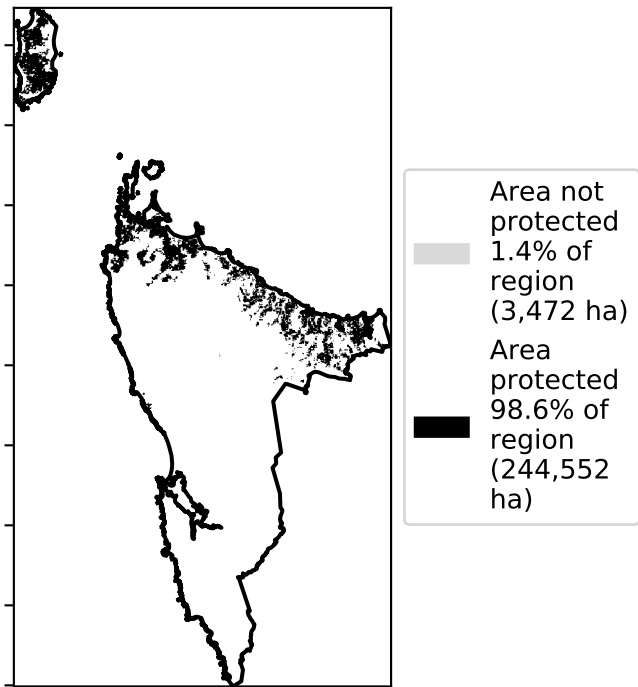 Area not
protected
1.4% of
region
(3,472 ha)
Area
protected
98.6% of
region
(244,552
ha)